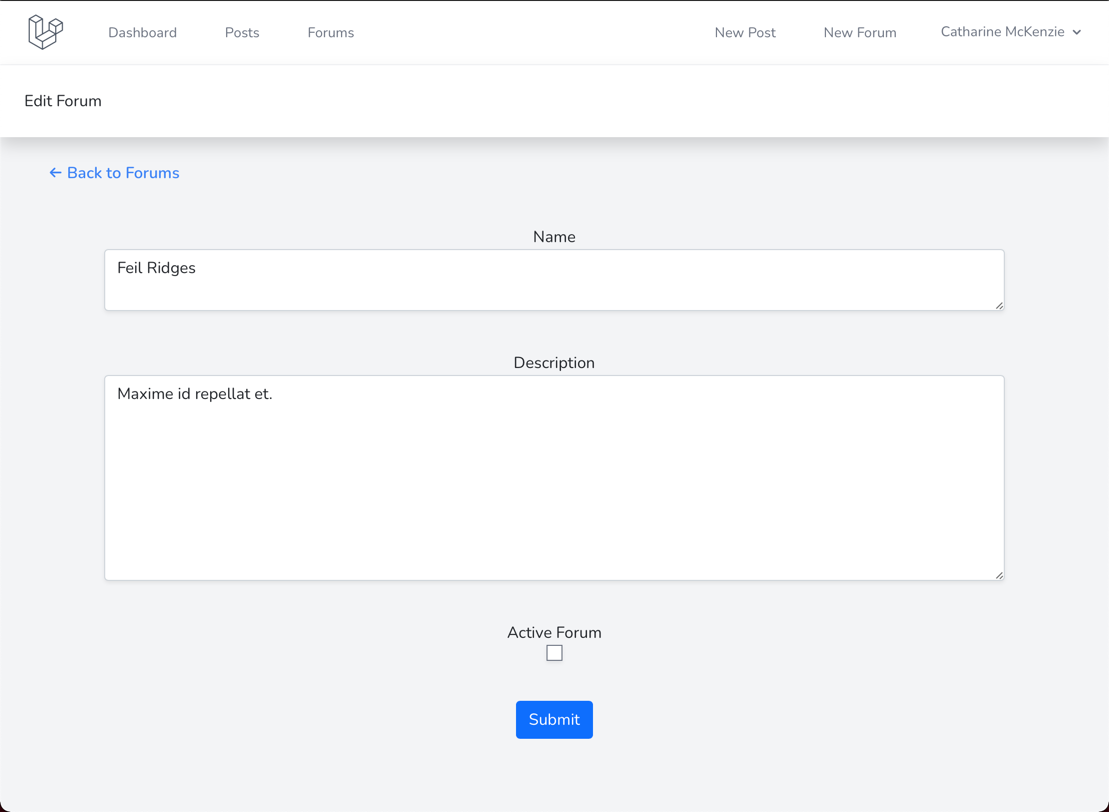 Dashboard Posts Forums New Post New Forum Catharine McKenzie
Edit Forum
← Back to Forums
Name
Feil Ridges
Description
Maxime id repellat et.
Active Forum
Submit